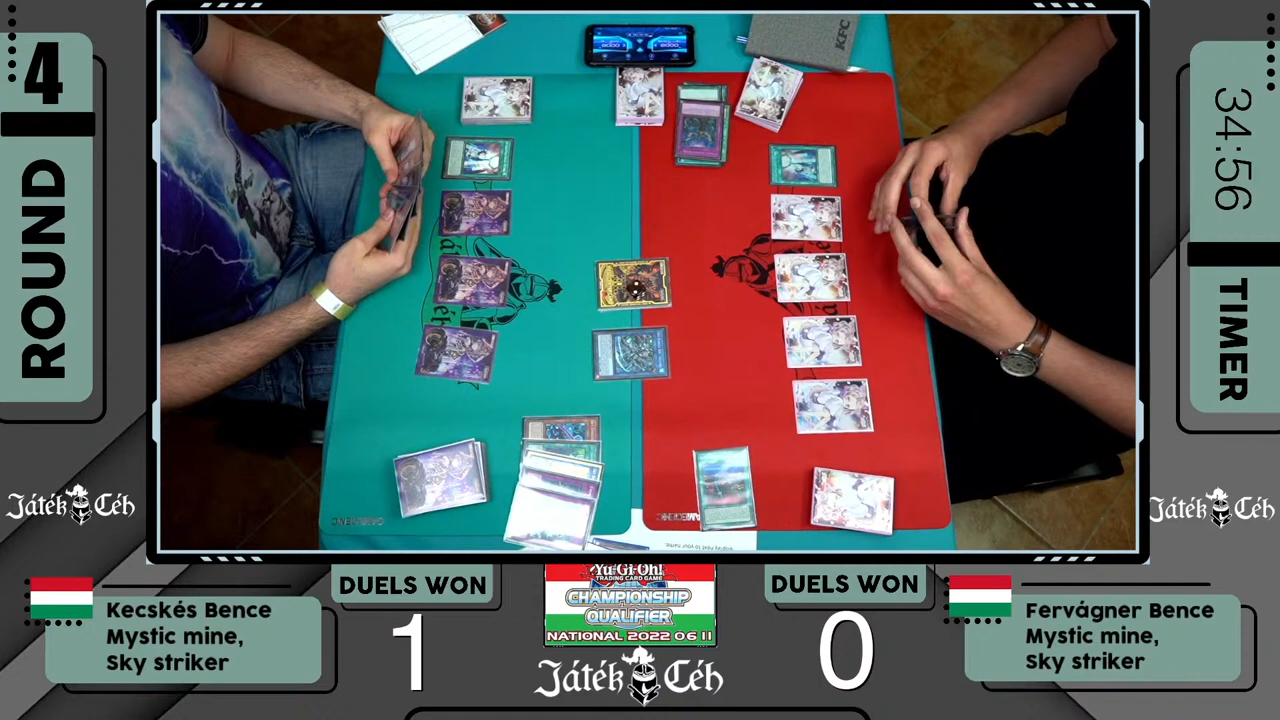 ROUND 4
34:56 TIMER
KFC
Játék Céh
Játék Céh
DUELS WON
1
DUELS WON
0
Kecskés Bence
Mystic mine,
Sky striker
Yu-Gi-Oh!
TRADING CARD GAME
CHAMPIONSHIP
QUALIFIER
NATIONAL 2022 06 11
Játék Céh
Fervágner Bence
Mystic mine,
Sky striker